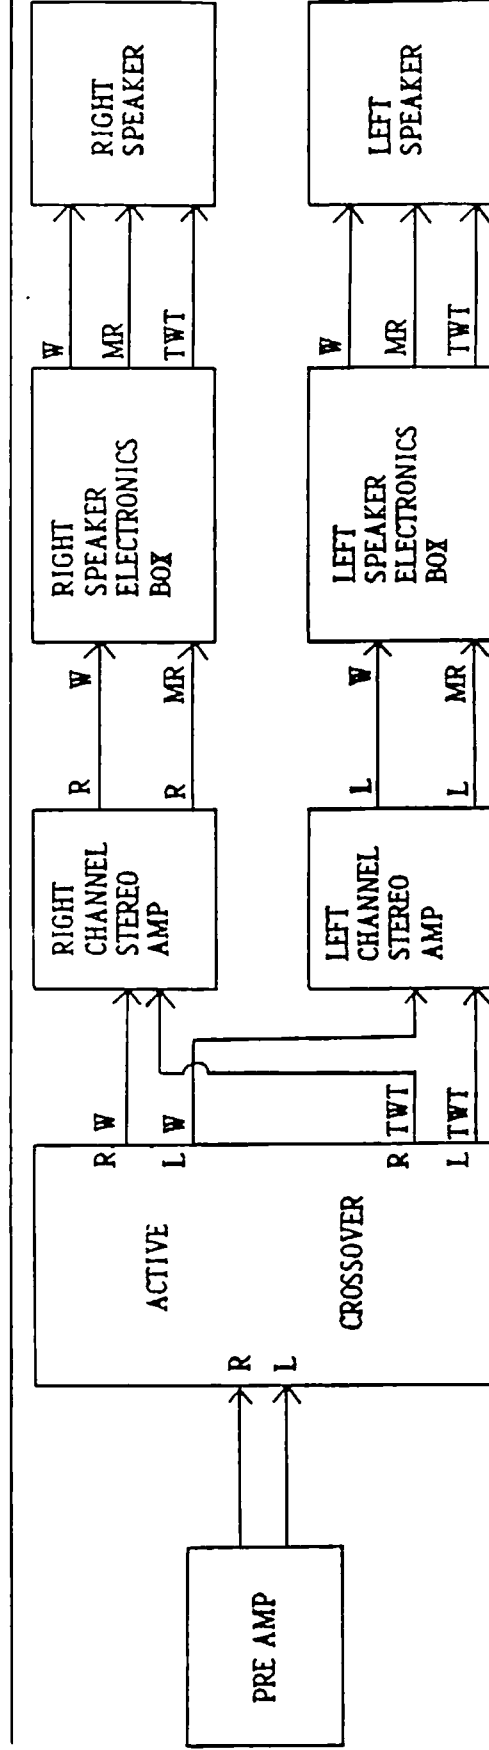 PRE AMP
R
L
ACTIVE
CROSSOVER
R W
L W
R TWT
L TWT
RIGHT
CHANNEL
STEREO
AMP
R W
R MR
LEFT
CHANNEL
STEREO
AMP
L W
L MR
RIGHT
SPEAKER
ELECTRONICS
BOX
W
MR
TWT
LEFT
SPEAKER
ELECTRONICS
BOX
W
MR
TWT
RIGHT
SPEAKER
LEFT
SPEAKER